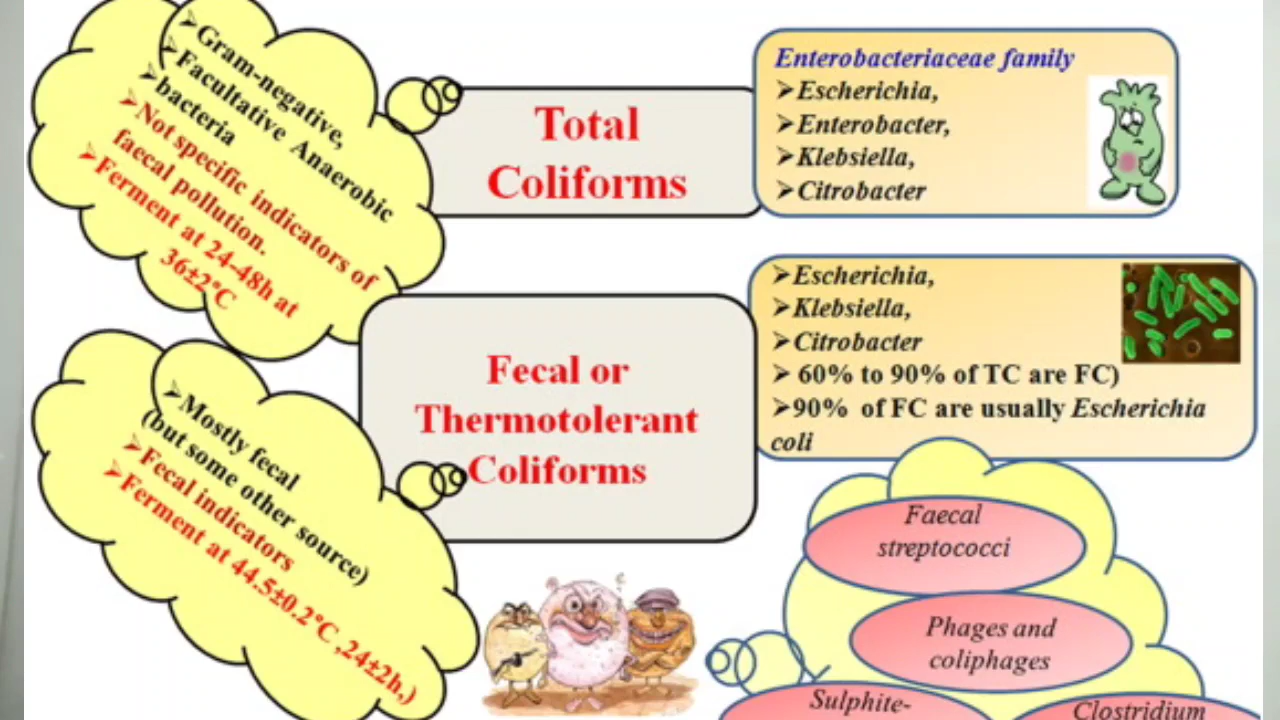 ➢Gram-negative,
➢Facultative Anaerobic
➢bacteria
➢Not specific indicators of
faecal pollution.
➢Ferment at 24-48h at
36±2°C
Total
Coliforms
Enterobacteriaceae family
➢Escherichia,
➢Enterobacter,
➢Klebsiella,
➢Citrobacter
➢Mostly fecal
(but some other source)
➢Fecal indicators
➢Ferment at 44.5±0.2°C ,24±2h,)
Fecal or
Thermotolerant
Coliforms
➢Escherichia,
➢Klebsiella,
➢Citrobacter
➢ 60% to 90% of TC are FC)
➢90% of FC are usually Escherichia
coli
Faecal
streptococci
Phages and
coliphages
Sulphite-
Clostridium